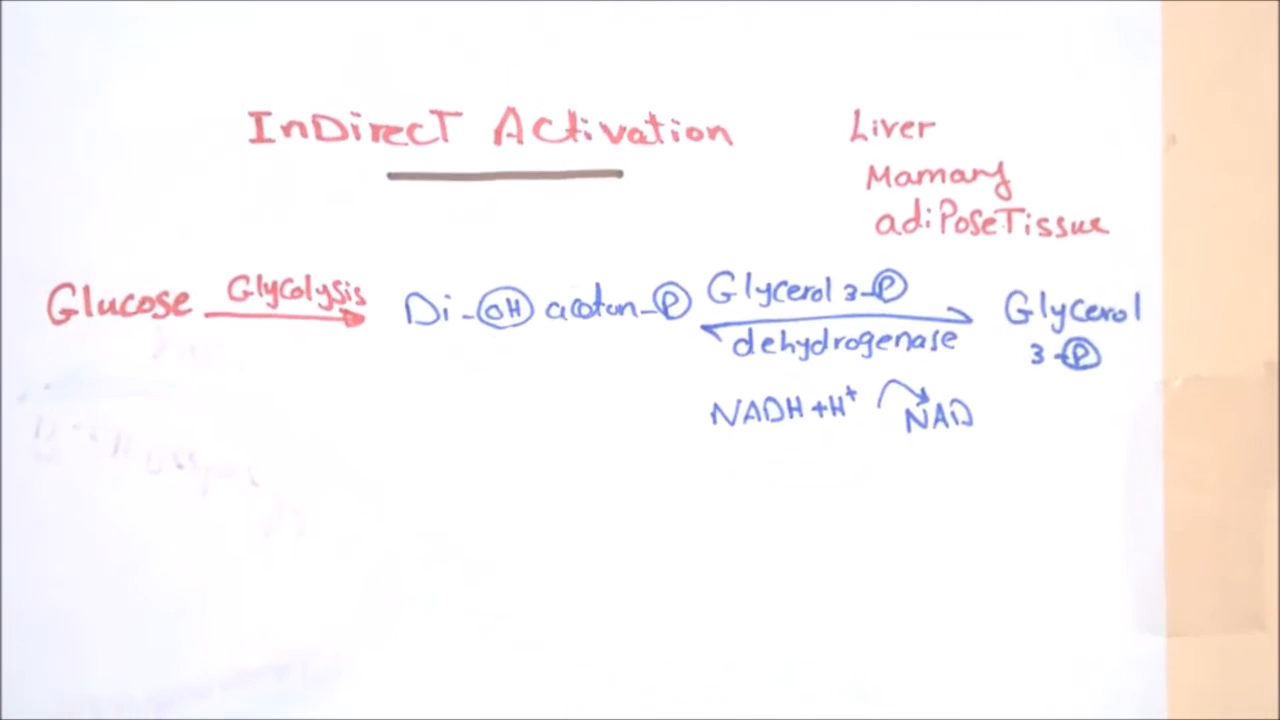 InDirecT Activation
Liver
Mamary
adiPoseTissue
Glucose Glycolysis Di-OH aceton-P Glycerol 3-P dehydrogenase Glycerol 3-P
NADH+H⁺ NAD